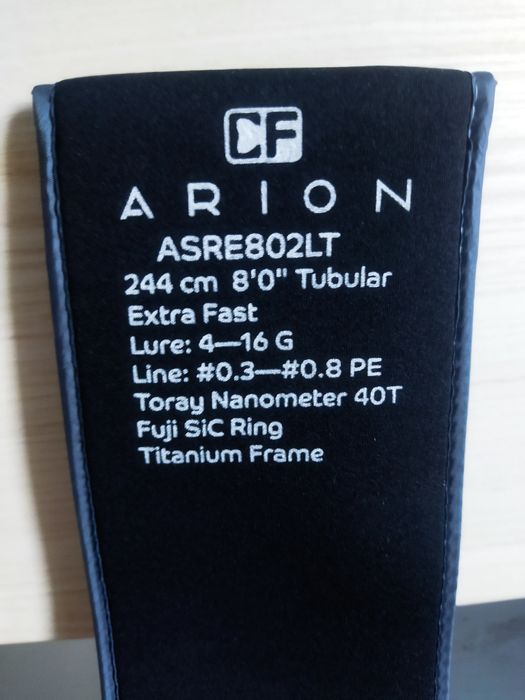 CF
ARION
ASRE802LT
244 cm 8'0" Tubular
Extra Fast
Lure: 4—16 G
Line: #0.3—#0.8 PE
Toray Nanometer 40T
Fuji SiC Ring
Titanium Frame